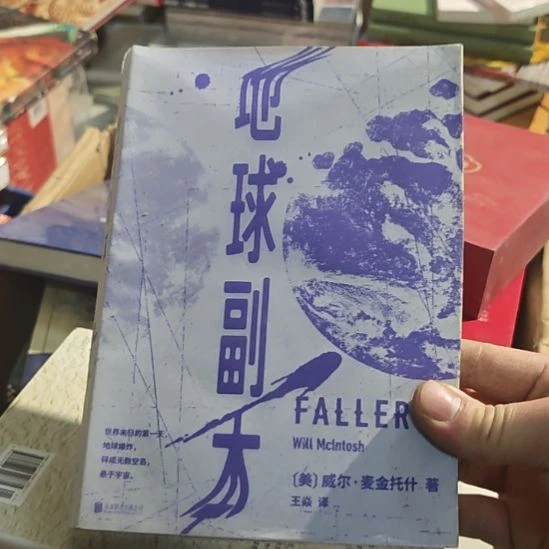 地球副本
FALLER
Will McIntosh
〔美〕威尔·麦金托什 著
王焱 译
世界末日的第一天，
地球爆炸，
碎成无数空岛，
悬于宇宙。